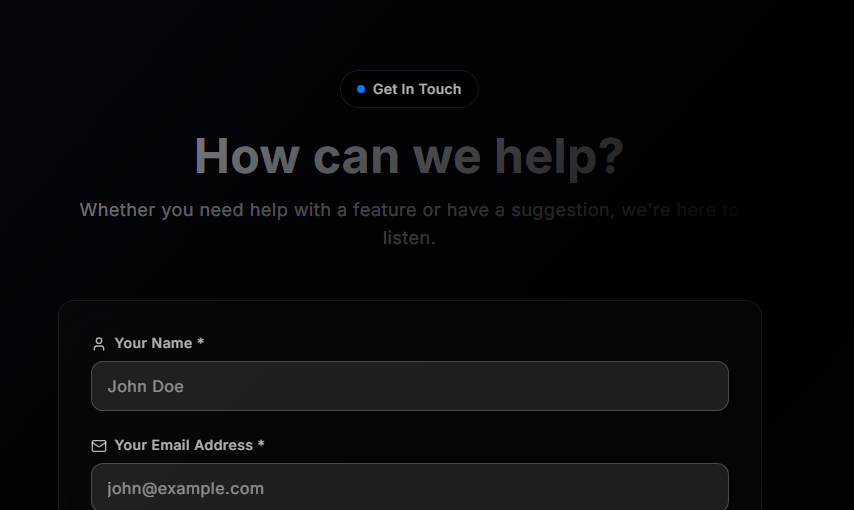 Get In Touch
How can we help?
Whether you need help with a feature or have a suggestion, we're here to
listen.
Your Name *
John Doe
Your Email Address *
john@example.com